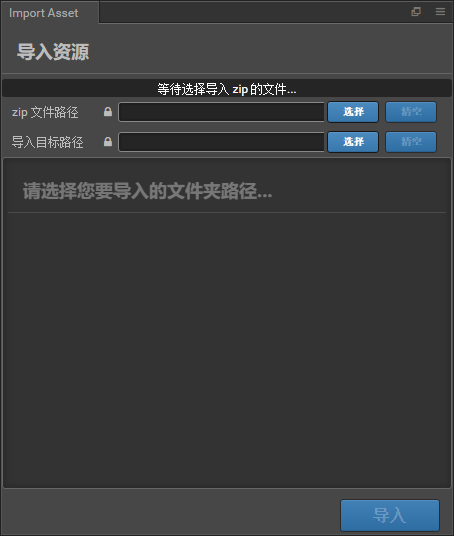 Import Asset
导入资源
等待选择导入 zip 的文件...
zip 文件路径 选择 清空
导入目标路径 选择 清空
请选择您要导入的文件夹路径...
导入